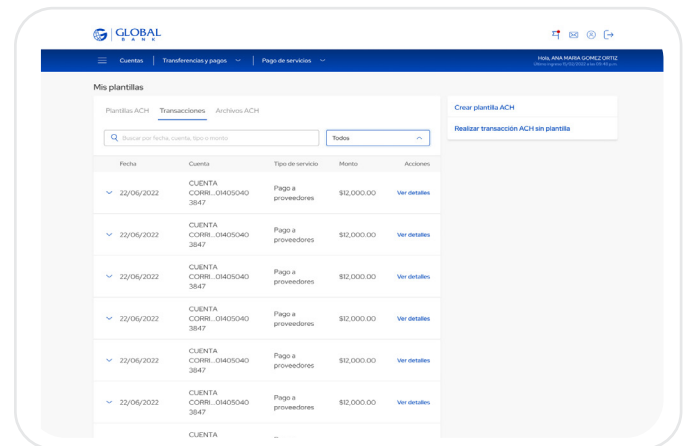 GLOBAL
BANK
Cuentas Transferencias y pagos Pago de servicios
Hola, ANA MARIA GOMEZ ORTIZ
Mis plantillas
Plantillas ACH Transacciones Archivos ACH
Buscar por fecha, cuenta, tipo o monto
Todos
Crear plantilla ACH
Realizar transacción ACH sin plantilla
Fecha Cuenta Tipo de servicio Monto Acciones
22/06/2022 CUENTA CORRI...01405040 3847 Pago a proveedores $12,000.00 Ver detalles
22/06/2022 CUENTA CORRI...01405040 3847 Pago a proveedores $12,000.00 Ver detalles
22/06/2022 CUENTA CORRI...01405040 3847 Pago a proveedores $12,000.00 Ver detalles
22/06/2022 CUENTA CORRI...01405040 3847 Pago a proveedores $12,000.00 Ver detalles
22/06/2022 CUENTA CORRI...01405040 3847 Pago a proveedores $12,000.00 Ver detalles
22/06/2022 CUENTA CORRI...01405040 3847 Pago a proveedores $12,000.00 Ver detalles
CUENTA